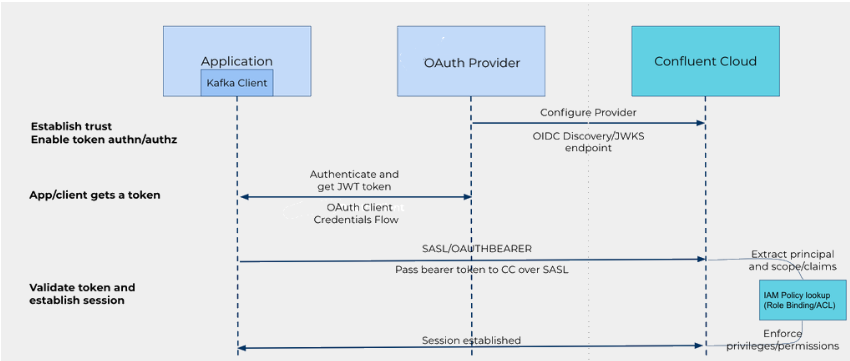 Application
Kafka Client
OAuth Provider
Confluent Cloud
Establish trust
Enable token authn/authz
Configure Provider
OIDC Discovery/JWKS
endpoint
App/client gets a token
Authenticate and
get JWT token
OAuth Client
Credentials Flow
SASL/OAUTHBEARER
Pass bearer token to CC over SASL
Extract principal
and scope/claims
Validate token and
establish session
IAM Policy lookup
(Role Binding/ACL)
Session established
Enforce
privileges/permissions